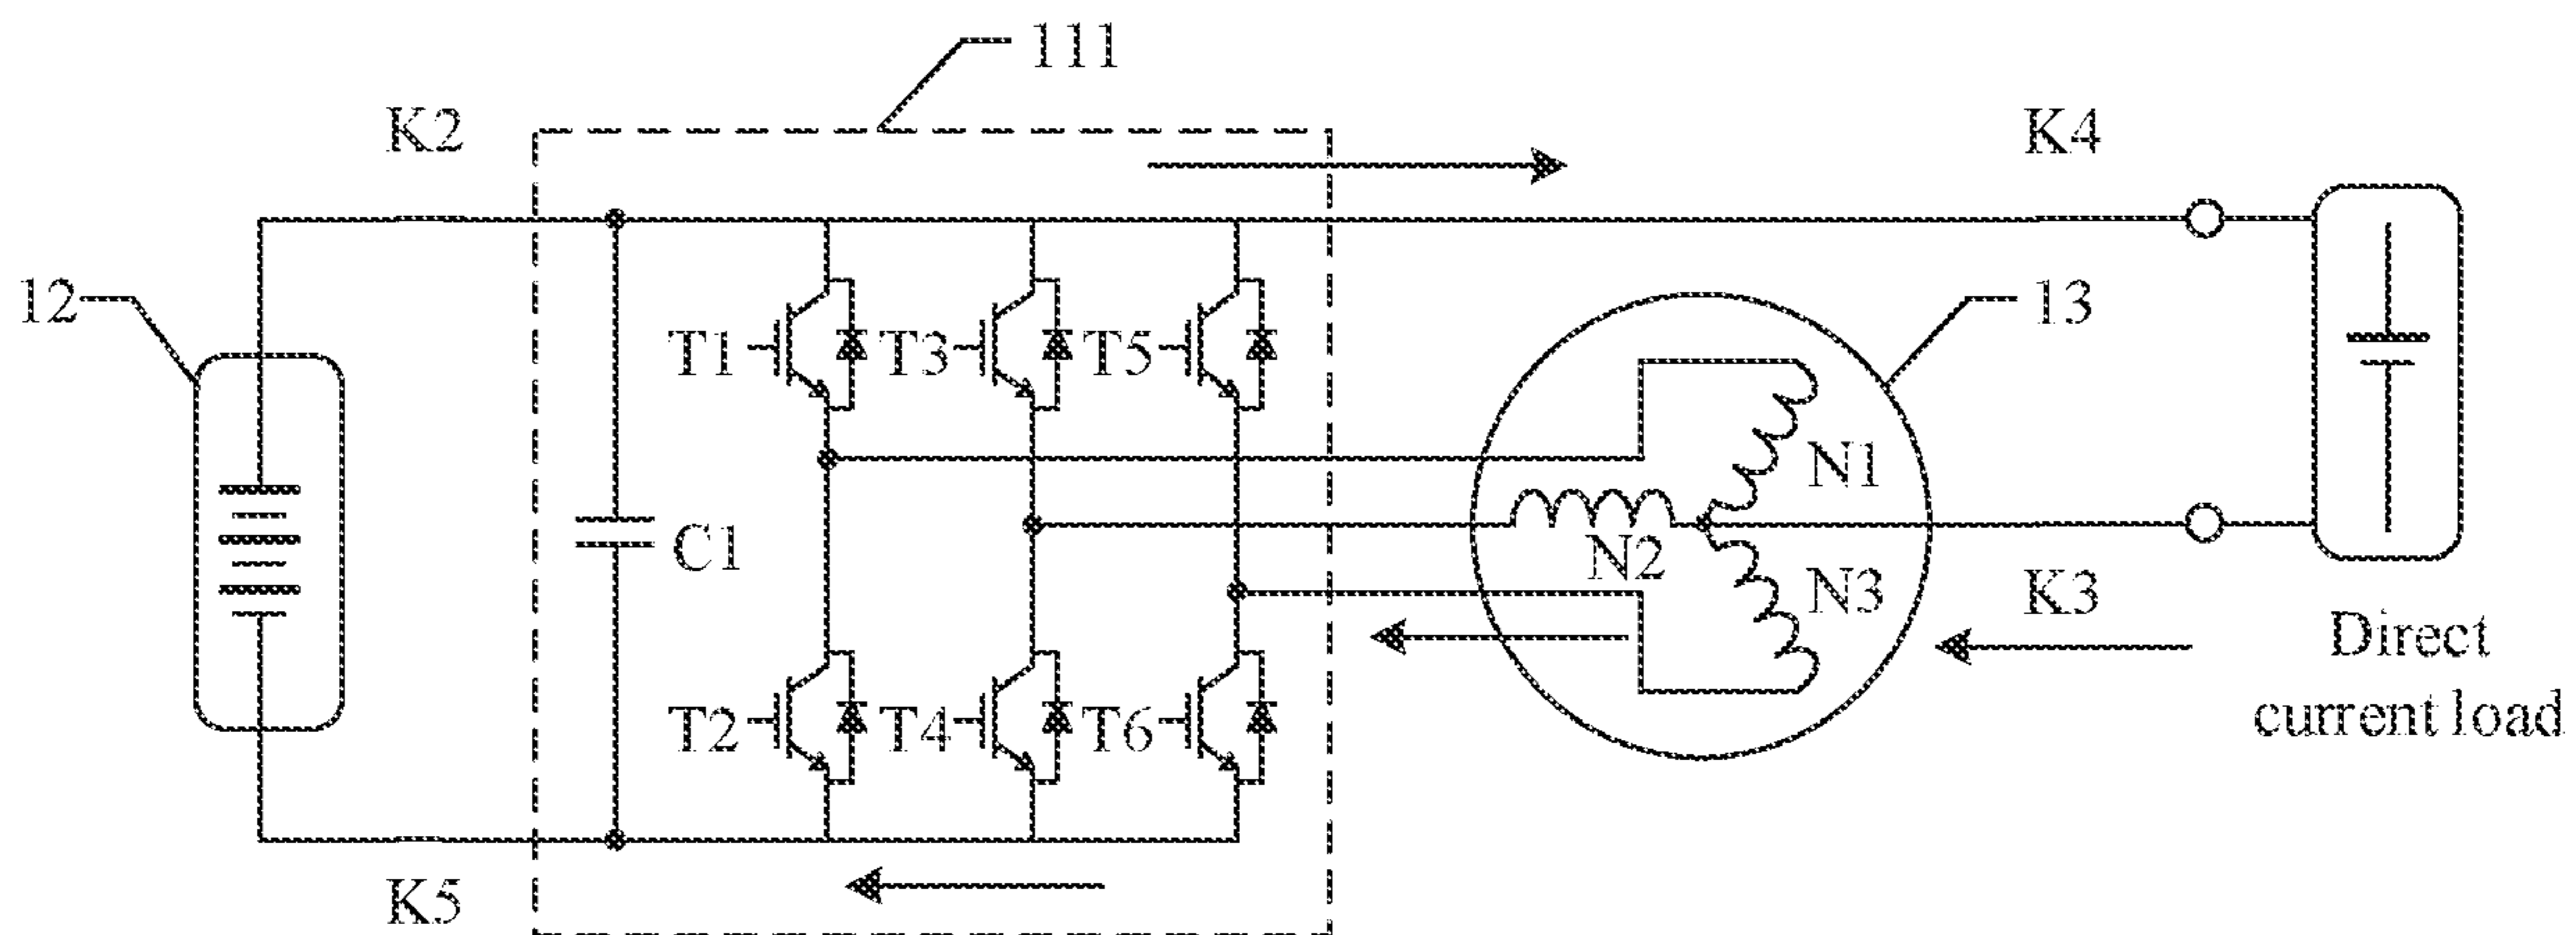 111
K2
K4
12
13
T1
T3
T5
N1
C1
N2
N3
K3
Direct
current load
T2
T4
T6
K5